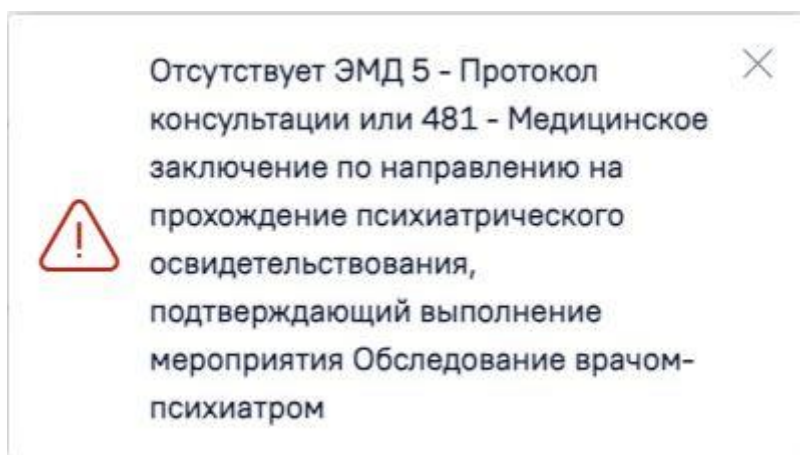 Отсутствует ЭМД 5 - Протокол
консультации или 481 - Медицинское
заключение по направлению на
прохождение психиатрического
освидетельствования,
подтверждающий выполнение
мероприятия Обследование врачом-
психиатром